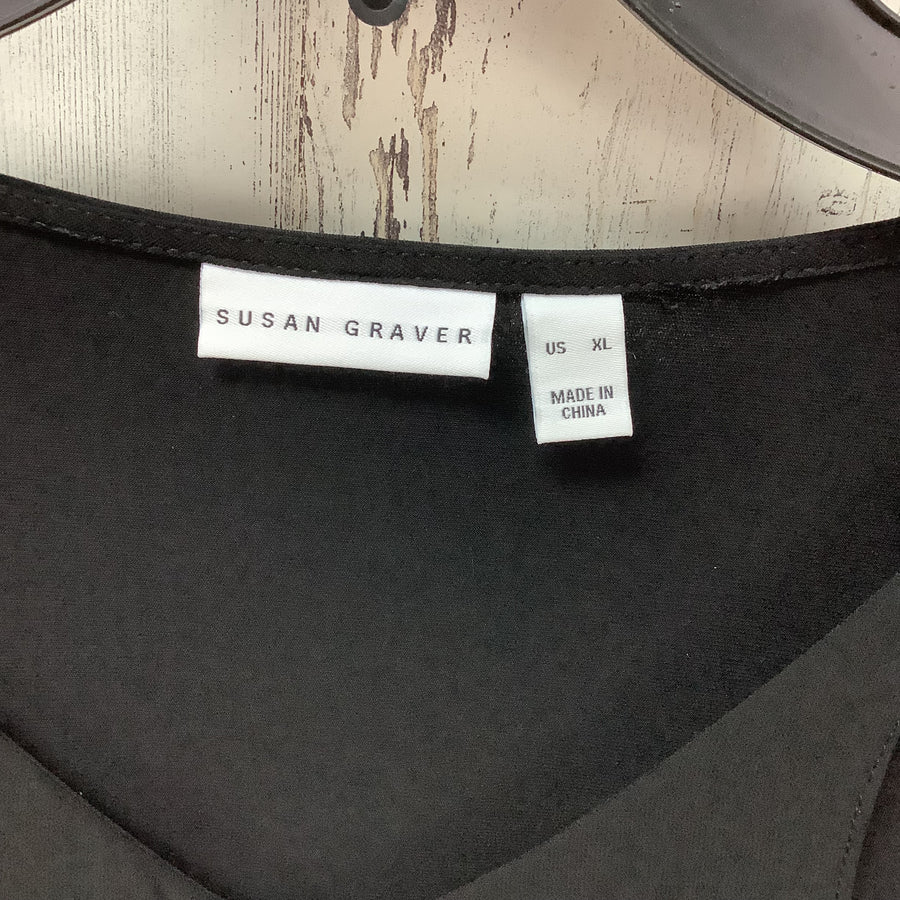 SUSAN GRAVER
US XL
MADE IN
CHINA